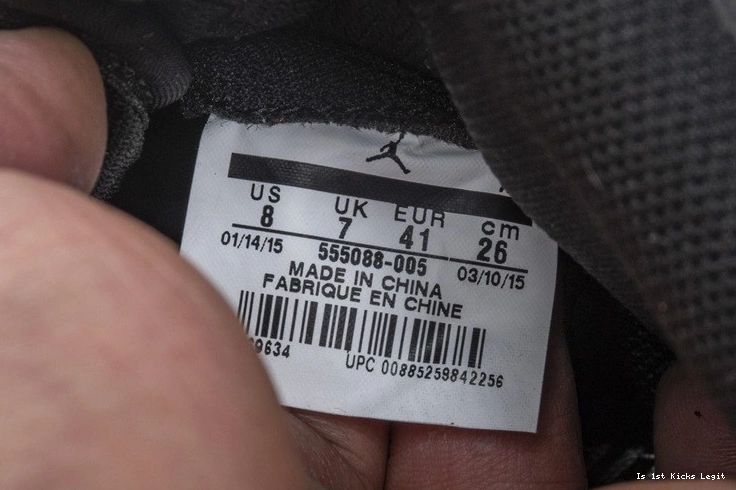 US UK EUR cm
8 7 41 26
01/14/15 555088-005 03/10/15
MADE IN CHINA
FABRIQUE EN CHINE
9634 UPC 00885259842256
Is 1st Kicks Legit